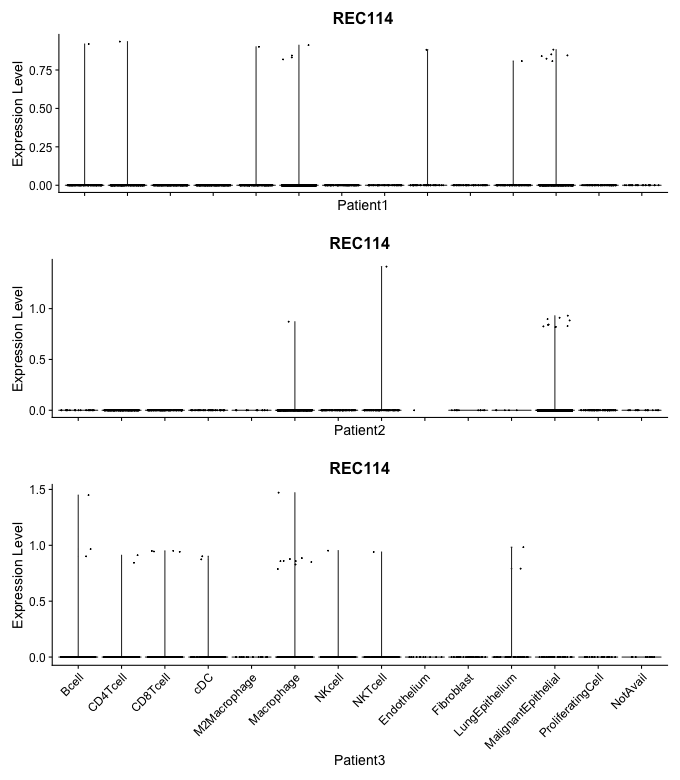 REC114
Expression Level
0.75
0.50
0.25
0.00
Patient1
REC114
Expression Level
1.0
0.5
0.0
Patient2
REC114
Expression Level
1.5
1.0
0.5
0.0
Bcell
CD4Tcell
CD8Tcell
cDC
M2Macrophage
Macrophage
NKcell
NKTcell
Endothelium
Fibroblast
LungEpithelium
MalignantEpithelial
ProliferatingCell
NotAvail
Patient3